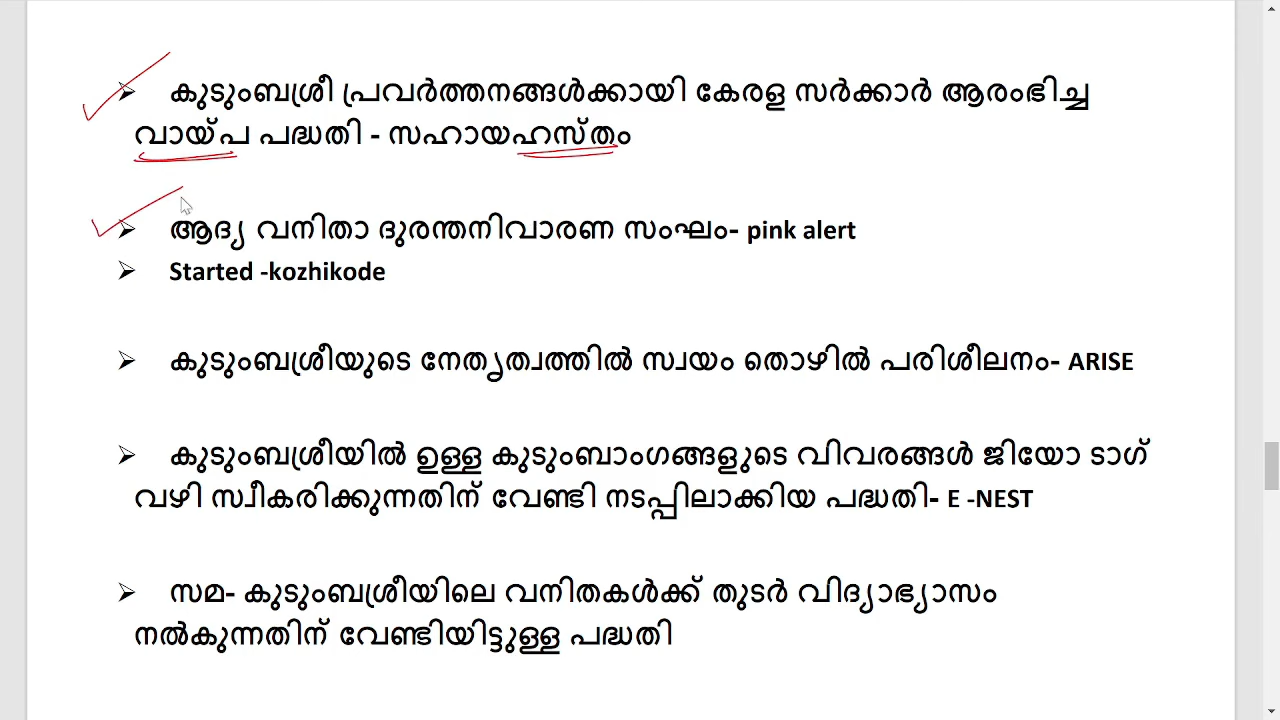 കുടുംബശ്രീ പ്രവർത്തനങ്ങൾക്കായി കേരള സർക്കാർ ആരംഭിച്ച
വായ്പ പദ്ധതി - സഹായഹസ്തം
ആദ്യ വനിതാ ദുരന്തനിവാരണ സംഘം- pink alert
Started -kozhikode
കുടുംബശ്രീയുടെ നേതൃത്വത്തിൽ സ്വയം തൊഴിൽ പരിശീലനം- ARISE
കുടുംബശ്രീയിൽ ഉള്ള കുടുംബാംഗങ്ങളുടെ വിവരങ്ങൾ ജിയോ ടാഗ്
വഴി സ്വീകരിക്കുന്നതിന് വേണ്ടി നടപ്പിലാക്കിയ പദ്ധതി- E -NEST
സമ- കുടുംബശ്രീയിലെ വനിതകൾക്ക് തുടർ വിദ്യാഭ്യാസം
നൽകുന്നതിന് വേണ്ടിയിട്ടുള്ള പദ്ധതി